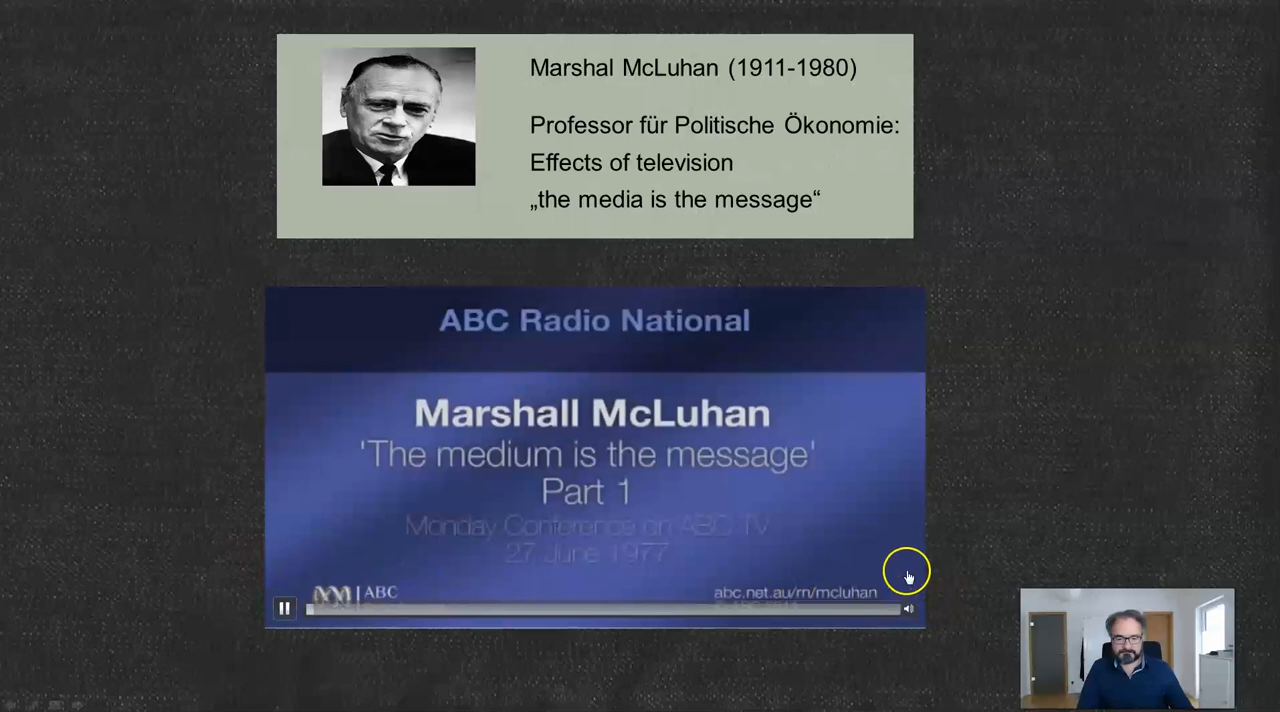 Marshal McLuhan (1911-1980)
Professor für Politische Ökonomie:
Effects of television
„the media is the message“
ABC Radio National
Marshall McLuhan
'The medium is the message'
Part 1
Monday Conference on ABC TV
27 June 1977
ABC
abc.net.au/rn/mcluhan